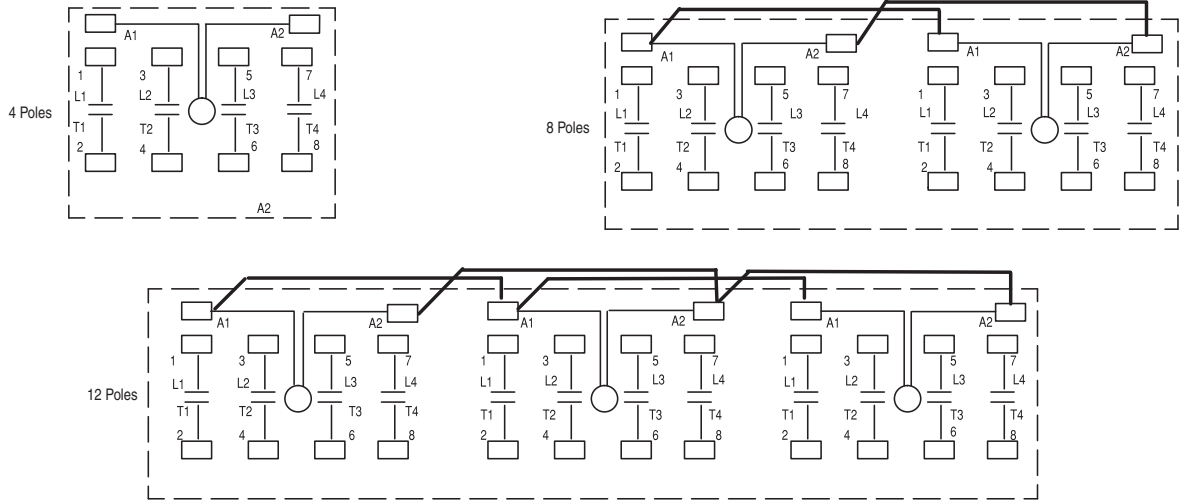 A1 A2
1 3 5 7
L1 L2 L3 L4
4 Poles
T1 T2 T3 T4
2 4 6 8
A2
A1 A2 A1 A2
1 3 5 7 1 3 5 7
L1 L2 L3 L4 L1 L2 L3 L4
8 Poles
T1 T2 T3 T4 T1 T2 T3 T4
2 4 6 8 2 4 6 8
A1 A2 A1 A2 A1 A2
1 3 5 7 1 3 5 7 1 3 5 7
L1 L2 L3 L4 L1 L2 L3 L4 L1 L2 L3 L4
12 Poles
T1 T2 T3 T4 T1 T2 T3 T4 T1 T2 T3 T4
2 4 6 8 2 4 6 8 2 4 6 8